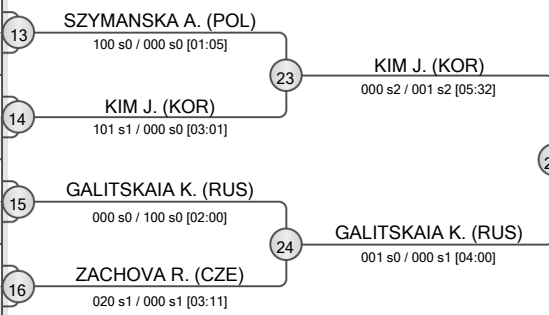 13
SZYMANSKA A. (POL)
100 s0 / 000 s0 [01:05]
23
KIM J. (KOR)
000 s2 / 001 s2 [05:32]
14
KIM J. (KOR)
101 s1 / 000 s0 [03:01]
15
GALITSKAIA K. (RUS)
000 s0 / 100 s0 [02:00]
24
GALITSKAIA K. (RUS)
001 s0 / 000 s1 [04:00]
16
ZACHOVA R. (CZE)
020 s1 / 000 s1 [03:11]